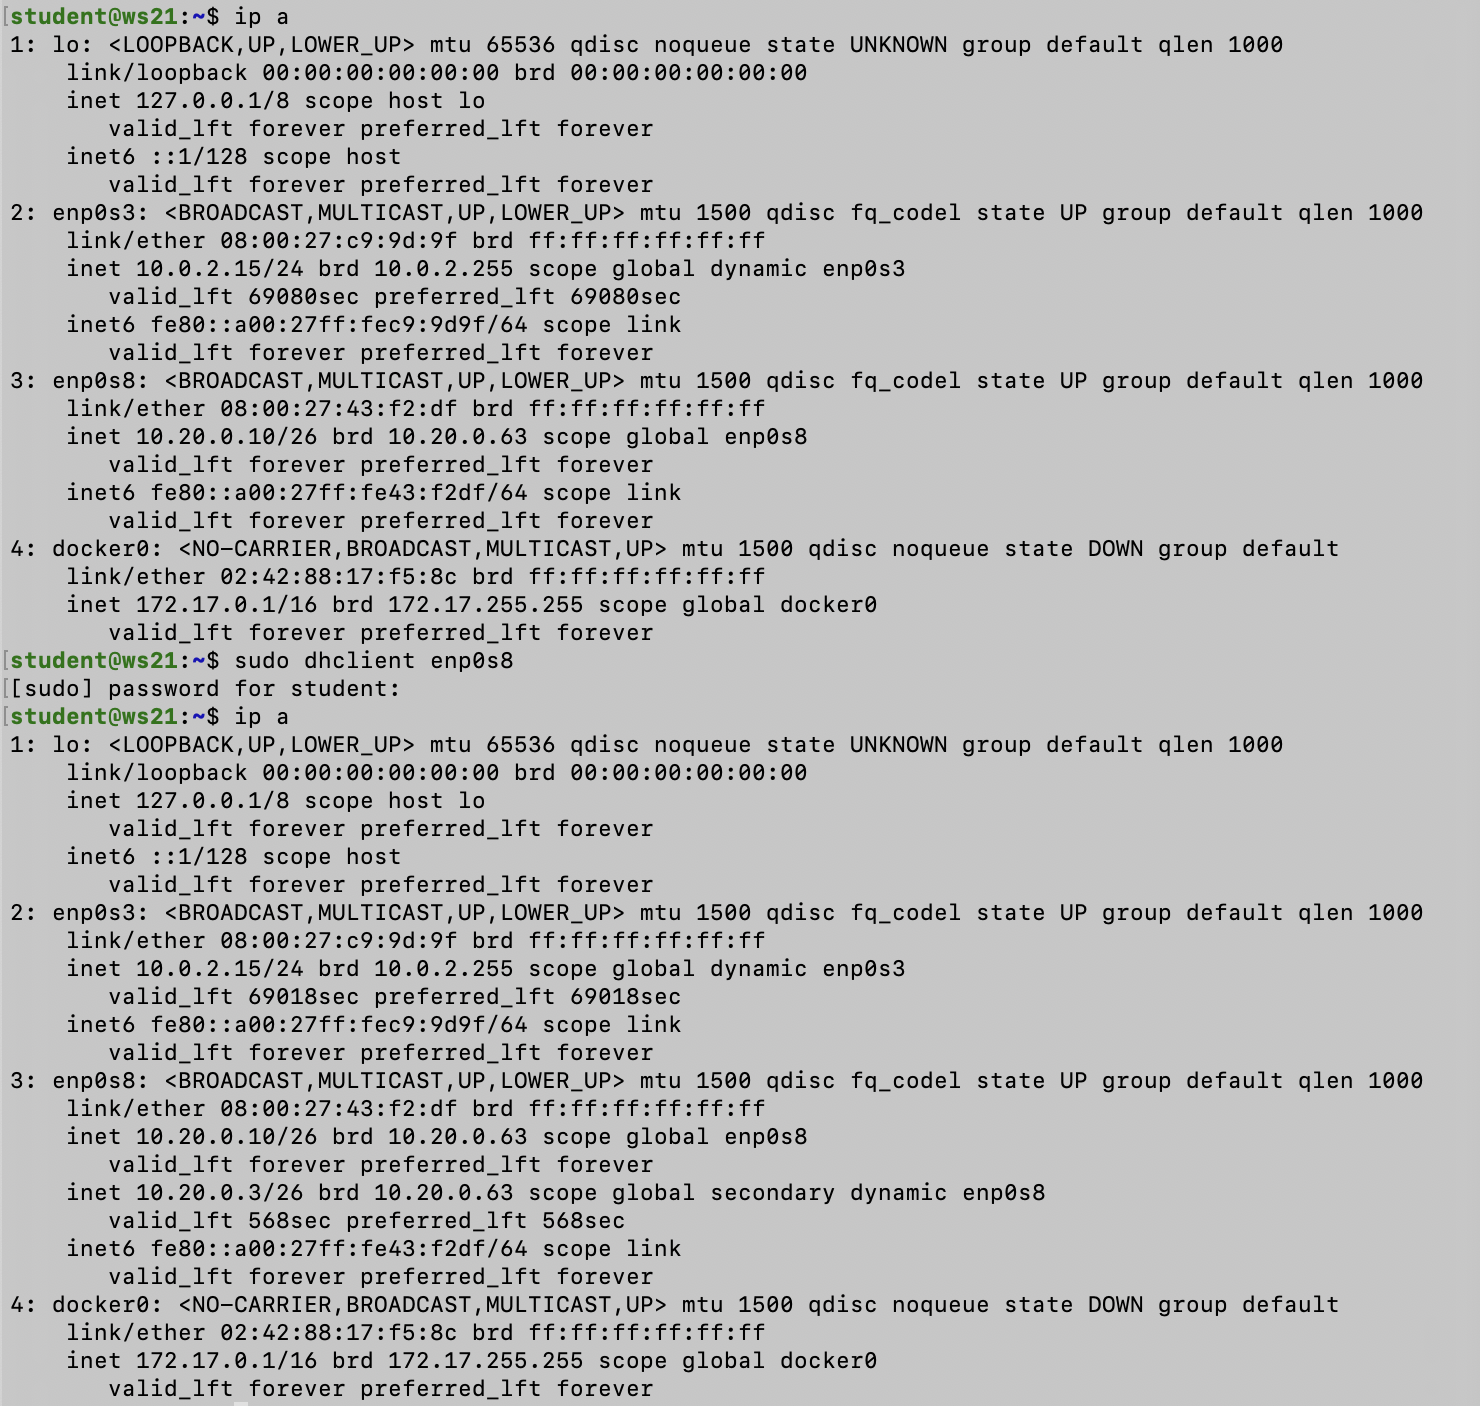 [student@ws21:~$ ip a
1: lo: <LOOPBACK,UP,LOWER_UP> mtu 65536 qdisc noqueue state UNKNOWN group default qlen 1000
    link/loopback 00:00:00:00:00:00 brd 00:00:00:00:00:00
    inet 127.0.0.1/8 scope host lo
       valid_lft forever preferred_lft forever
    inet6 ::1/128 scope host
       valid_lft forever preferred_lft forever
2: enp0s3: <BROADCAST,MULTICAST,UP,LOWER_UP> mtu 1500 qdisc fq_codel state UP group default qlen 1000
    link/ether 08:00:27:c9:9d:9f brd ff:ff:ff:ff:ff:ff
    inet 10.0.2.15/24 brd 10.0.2.255 scope global dynamic enp0s3
       valid_lft 69080sec preferred_lft 69080sec
    inet6 fe80::a00:27ff:fec9:9d9f/64 scope link
       valid_lft forever preferred_lft forever
3: enp0s8: <BROADCAST,MULTICAST,UP,LOWER_UP> mtu 1500 qdisc fq_codel state UP group default qlen 1000
    link/ether 08:00:27:43:f2:df brd ff:ff:ff:ff:ff:ff
    inet 10.20.0.10/26 brd 10.20.0.63 scope global enp0s8
       valid_lft forever preferred_lft forever
    inet6 fe80::a00:27ff:fe43:f2df/64 scope link
       valid_lft forever preferred_lft forever
4: docker0: <NO-CARRIER,BROADCAST,MULTICAST,UP> mtu 1500 qdisc noqueue state DOWN group default
    link/ether 02:42:88:17:f5:8c brd ff:ff:ff:ff:ff:ff
    inet 172.17.0.1/16 brd 172.17.255.255 scope global docker0
       valid_lft forever preferred_lft forever
[student@ws21:~$ sudo dhclient enp0s8
[[sudo] password for student:
[student@ws21:~$ ip a
1: lo: <LOOPBACK,UP,LOWER_UP> mtu 65536 qdisc noqueue state UNKNOWN group default qlen 1000
    link/loopback 00:00:00:00:00:00 brd 00:00:00:00:00:00
    inet 127.0.0.1/8 scope host lo
       valid_lft forever preferred_lft forever
    inet6 ::1/128 scope host
       valid_lft forever preferred_lft forever
2: enp0s3: <BROADCAST,MULTICAST,UP,LOWER_UP> mtu 1500 qdisc fq_codel state UP group default qlen 1000
    link/ether 08:00:27:c9:9d:9f brd ff:ff:ff:ff:ff:ff
    inet 10.0.2.15/24 brd 10.0.2.255 scope global dynamic enp0s3
       valid_lft 69018sec preferred_lft 69018sec
    inet6 fe80::a00:27ff:fec9:9d9f/64 scope link
       valid_lft forever preferred_lft forever
3: enp0s8: <BROADCAST,MULTICAST,UP,LOWER_UP> mtu 1500 qdisc fq_codel state UP group default qlen 1000
    link/ether 08:00:27:43:f2:df brd ff:ff:ff:ff:ff:ff
    inet 10.20.0.10/26 brd 10.20.0.63 scope global enp0s8
       valid_lft forever preferred_lft forever
    inet 10.20.0.3/26 brd 10.20.0.63 scope global secondary dynamic enp0s8
       valid_lft 568sec preferred_lft 568sec
    inet6 fe80::a00:27ff:fe43:f2df/64 scope link
       valid_lft forever preferred_lft forever
4: docker0: <NO-CARRIER,BROADCAST,MULTICAST,UP> mtu 1500 qdisc noqueue state DOWN group default
    link/ether 02:42:88:17:f5:8c brd ff:ff:ff:ff:ff:ff
    inet 172.17.0.1/16 brd 172.17.255.255 scope global docker0
       valid_lft forever preferred_lft forever